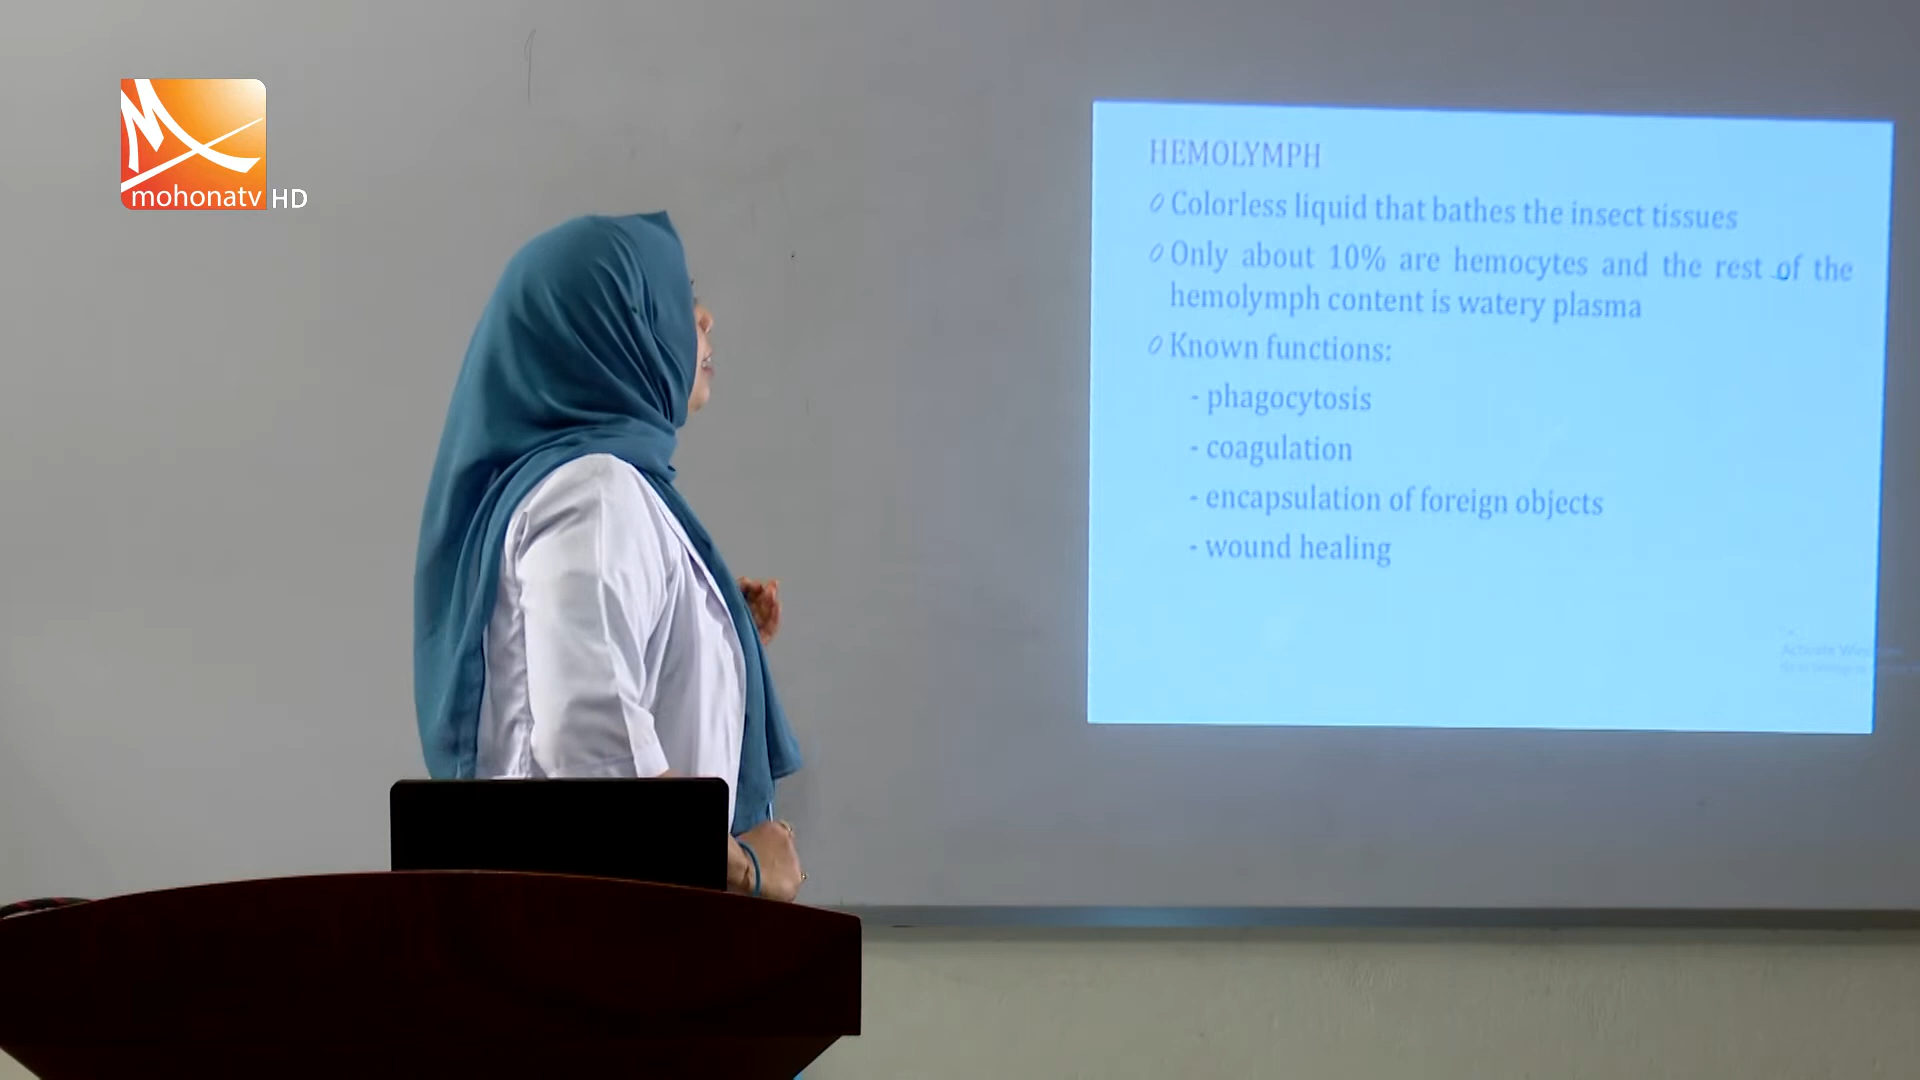 mohonatv HD
HEMOLYMPH
Colorless liquid that bathes the insect tissues
Only about 10% are hemocytes and the rest of the
hemolymph content is watery plasma
Known functions:
- phagocytosis
- coagulation
- encapsulation of foreign objects
- wound healing
Activate